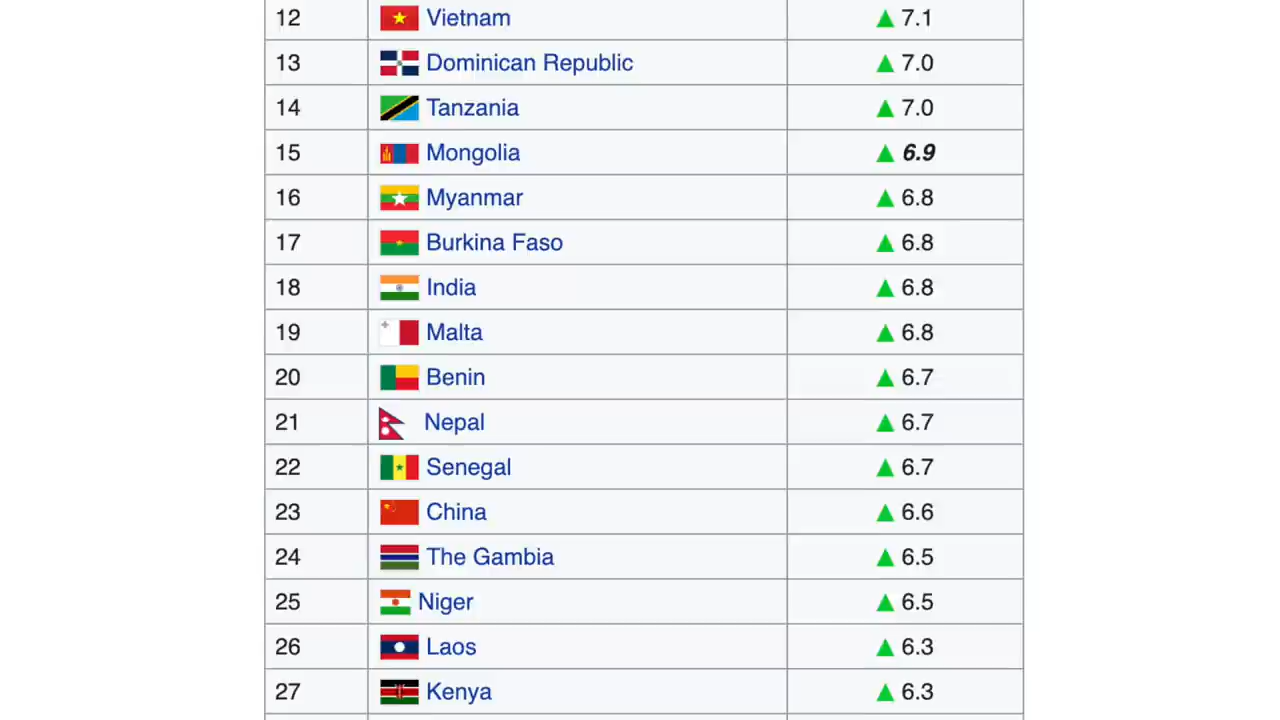 12 Vietnam ▲ 7.1
13 Dominican Republic ▲ 7.0
14 Tanzania ▲ 7.0
15 Mongolia ▲ 6.9
16 Myanmar ▲ 6.8
17 Burkina Faso ▲ 6.8
18 India ▲ 6.8
19 Malta ▲ 6.8
20 Benin ▲ 6.7
21 Nepal ▲ 6.7
22 Senegal ▲ 6.7
23 China ▲ 6.6
24 The Gambia ▲ 6.5
25 Niger ▲ 6.5
26 Laos ▲ 6.3
27 Kenya ▲ 6.3